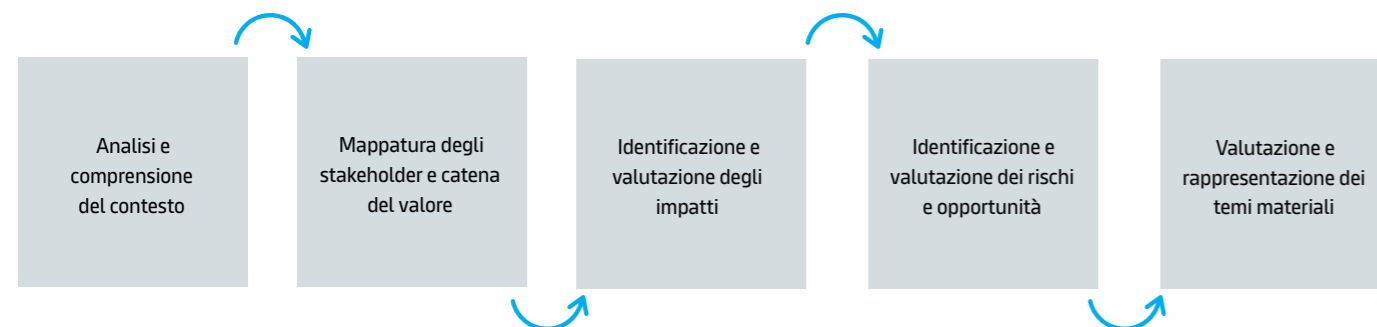 Analisi e
comprensione
del contesto
Mappatura degli
stakeholder e catena
del valore
Identificazione e
valutazione degli
impatti
Identificazione e
valutazione dei rischi
e opportunità
Valutazione e
rappresentazione dei
temi materiali